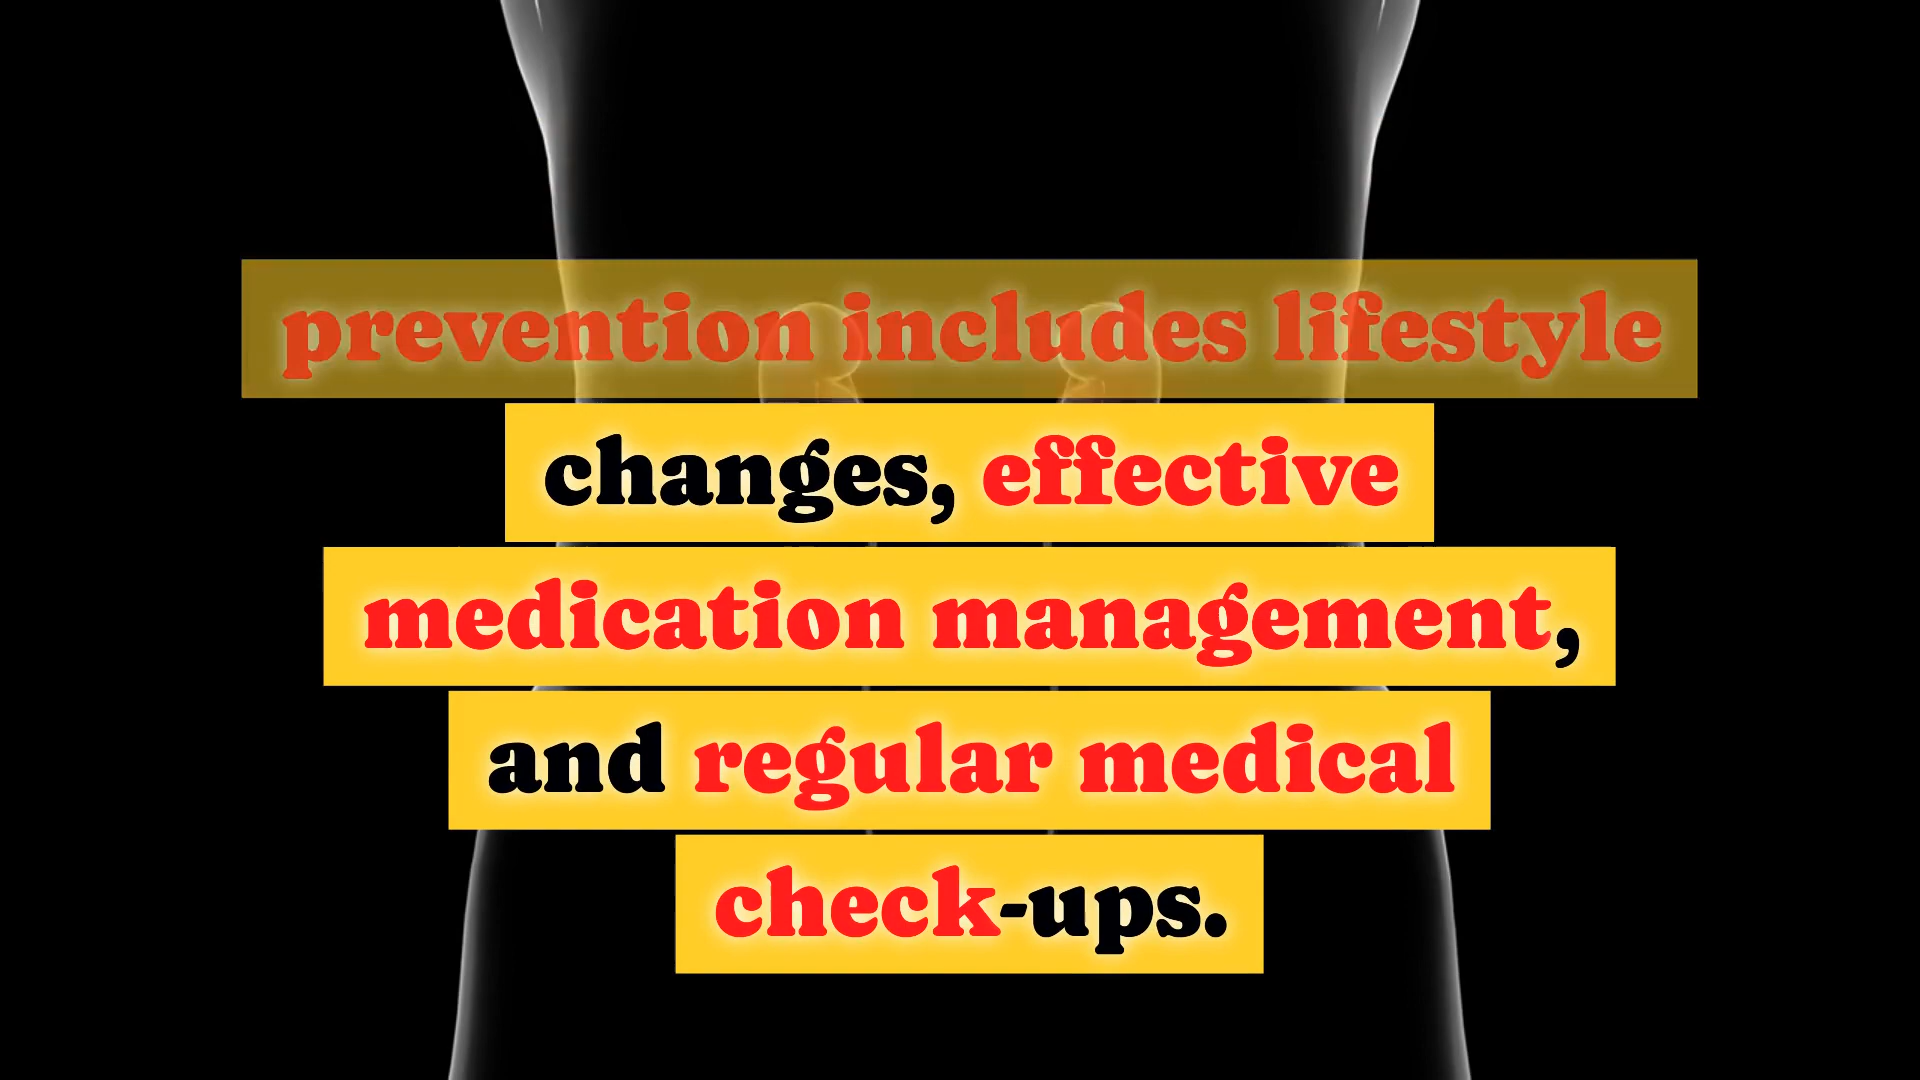 prevention includes lifestyle
changes, effective
medication management,
and regular medical
check-ups.